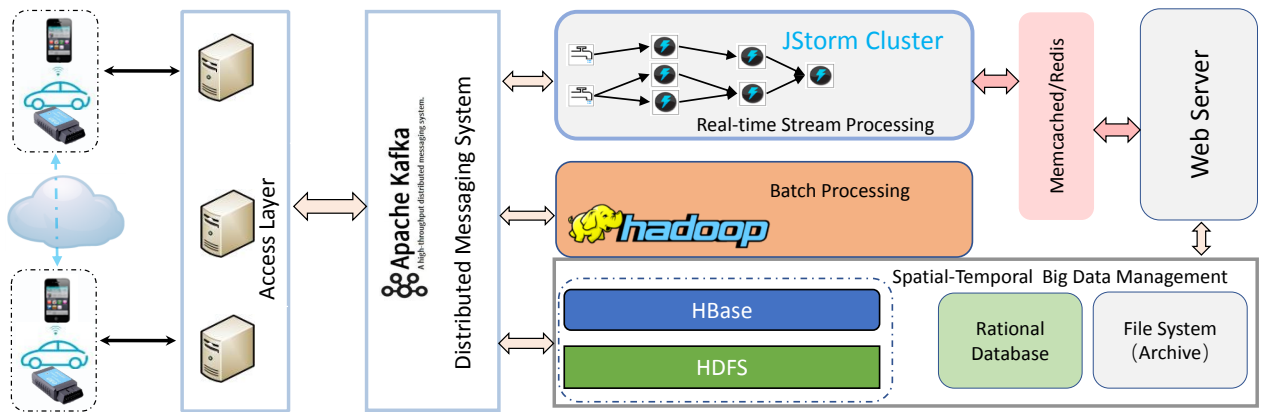 Access Layer
Apache Kafka
A high-throughput distributed messaging system.
Distributed Messaging System
JStorm Cluster
Real-time Stream Processing
Batch Processing
hadoop
Memcached/Redis
Web Server
Spatial-Temporal Big Data Management
HBase
HDFS
Rational
Database
File System
（Archive）